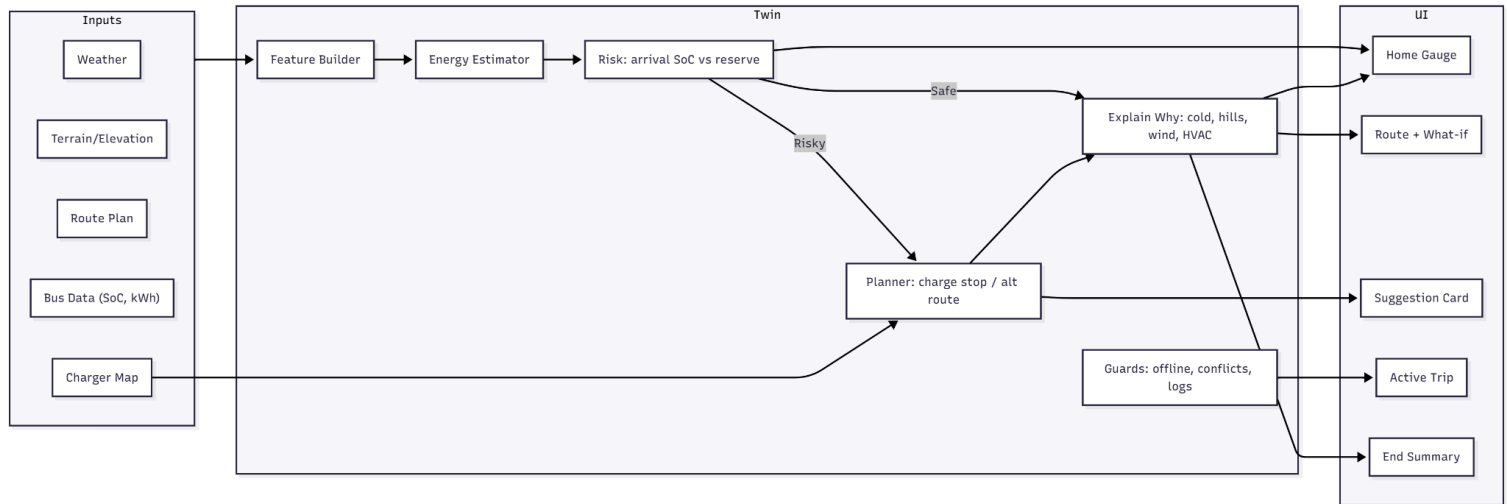 Inputs
Weather
Terrain/Elevation
Route Plan
Bus Data (SoC, kWh)
Charger Map
Twin
Feature Builder
Energy Estimator
Risk: arrival SoC vs reserve
Safe
Risky
Explain Why: cold, hills,
wind, HVAC
Planner: charge stop / alt
route
Guards: offline, conflicts,
logs
UI
Home Gauge
Route + What-if
Suggestion Card
Active Trip
End Summary